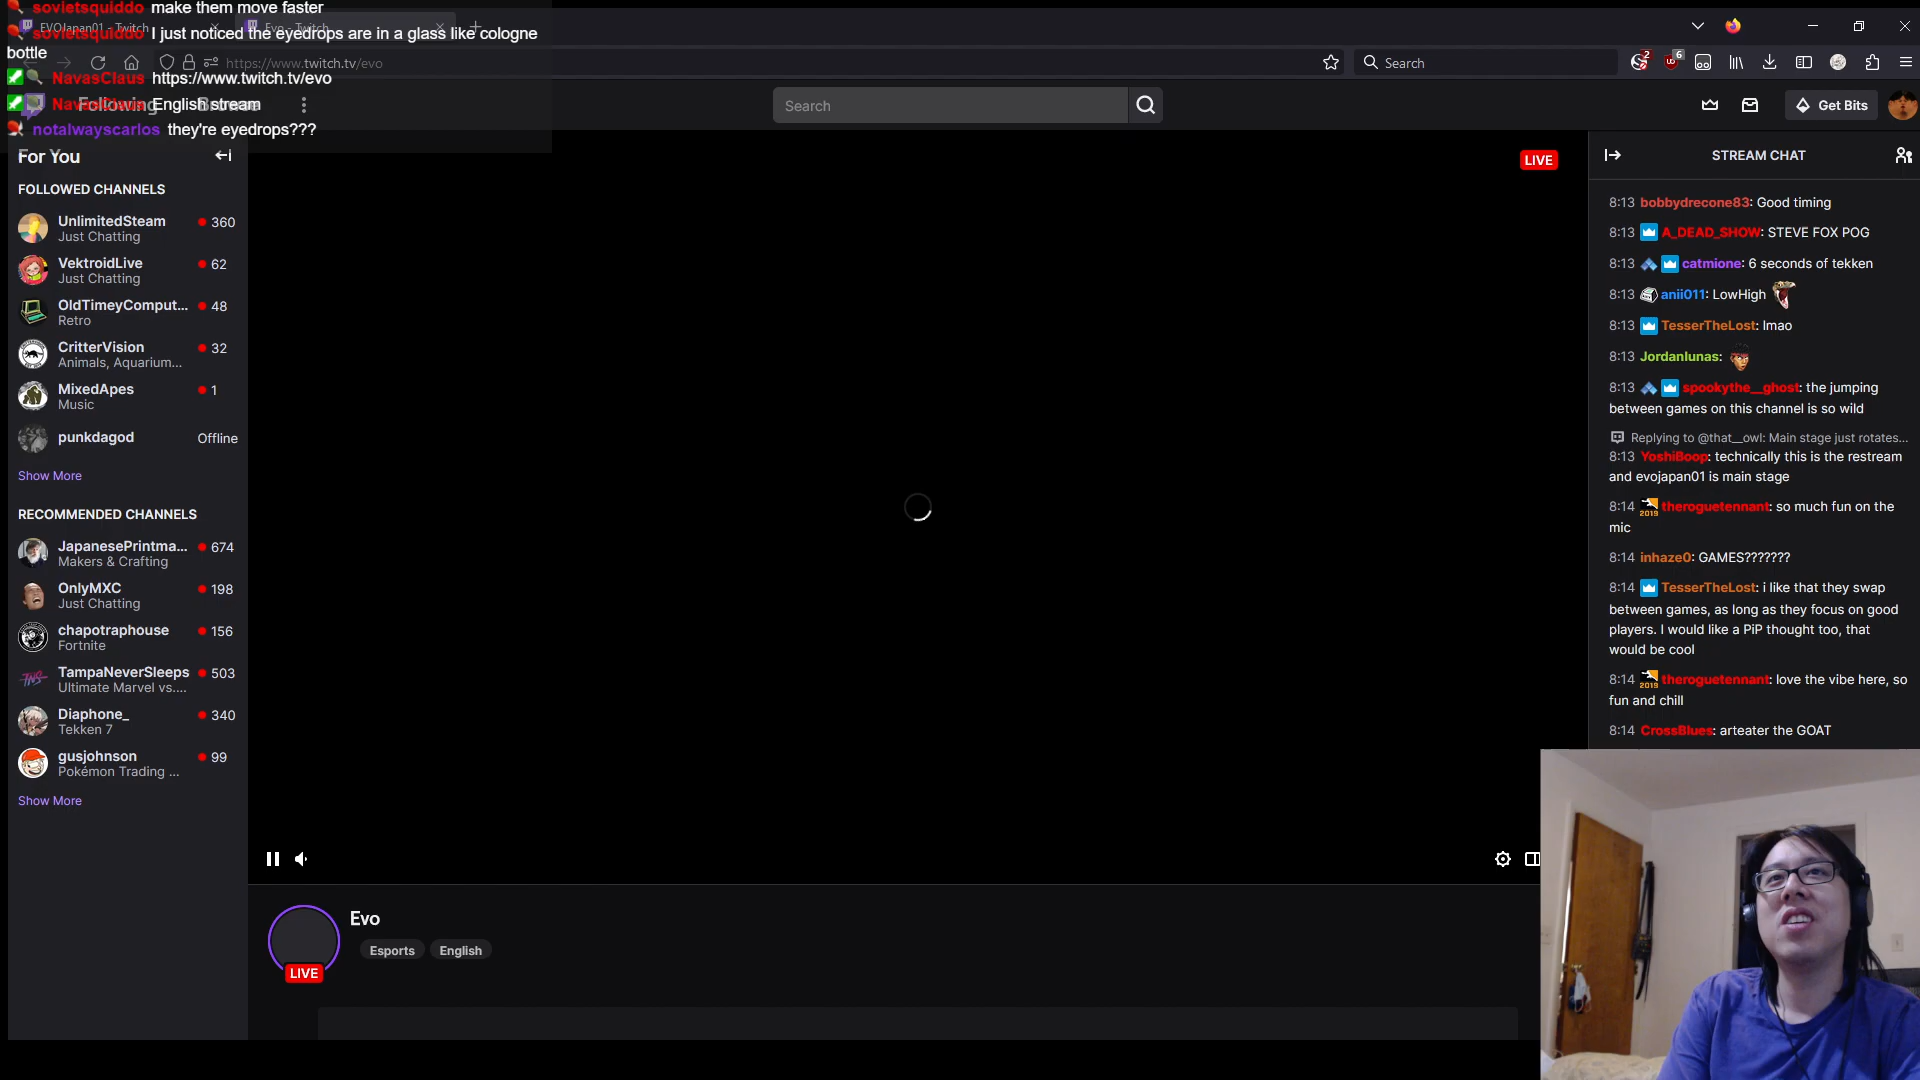 sovietsquiddo make them move faster
EVOJapan01 - Twitch
Evo - Twitch
sovietsquiddo I just noticed the eyedrops are in a glass like cologne
bottle
https://www.twitch.tv/evo
Search
2
6
NavasClaus https://www.twitch.tv/evo
NavasClaus English stream
Following
Browse
Search
Get Bits
notalwayscarlos they're eyedrops???
For You
FOLLOWED CHANNELS
UnlimitedSteam
360
Just Chatting
VektroidLive
62
Just Chatting
OldTimeyComput...
48
Retro
CritterVision
32
Animals, Aquarium...
MixedApes
1
Music
punkdagod
Offline
Show More
RECOMMENDED CHANNELS
JapanesePrintma...
674
Makers & Crafting
OnlyMXC
198
Just Chatting
chapotraphouse
156
Fortnite
TampaNeverSleeps
503
Ultimate Marvel vs....
Diaphone_
340
Tekken 7
gusjohnson
99
Pokémon Trading ...
Show More
LIVE
Evo
Esports
English
LIVE
STREAM CHAT
8:13 bobbydrecone83: Good timing
8:13 A_DEAD_SHOW: STEVE FOX POG
8:13 catmione: 6 seconds of tekken
8:13 anii011: LowHigh
8:13 TesserTheLost: lmao
8:13 Jordanlunas:
8:13 spookythe__ghost: the jumping
between games on this channel is so wild
Replying to @that__owl: Main stage just rotates...
8:13 YoshiBoop: technically this is the restream
and evojapan01 is main stage
8:14 theroguetennant: so much fun on the
mic
8:14 inhaze0: GAMES???????
8:14 TesserTheLost: i like that they swap
between games, as long as they focus on good
players. I would like a PiP thought too, that
would be cool
8:14 theroguetennant: love the vibe here, so
fun and chill
8:14 CrossBlues: arteater the GOAT